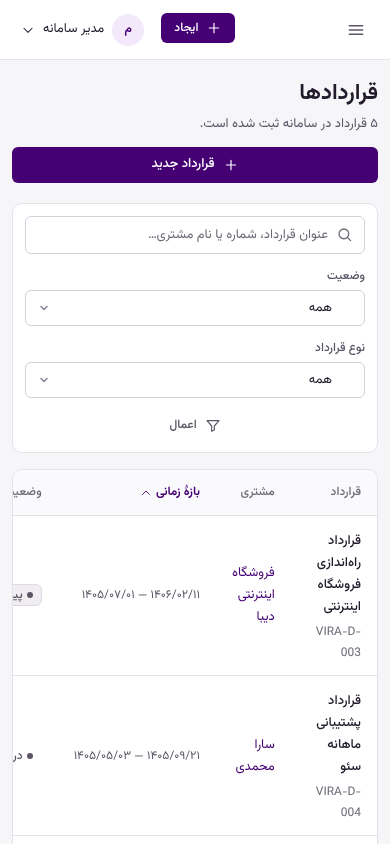 ایجاد
م
مدیر سامانه
قراردادها
۵ قرارداد در سامانه ثبت شده است.
قرارداد جدید
عنوان قرارداد، شماره یا نام مشتری...
وضعیت
همه
نوع قرارداد
همه
اعمال
قرارداد مشتری بازهٔ زمانی
قرارداد
راه‌اندازی
فروشگاه
اینترنتی
VIRA-D-
003
فروشگاه
اینترنتی
دیبا
۱۴۰۵/۰۷/۰۱ — ۱۴۰۶/۰۲/۱۱
قرارداد
پشتیبانی
ماهانه
سئو
VIRA-D-
004
سارا
محمدی
۱۴۰۵/۰۵/۰۳ — ۱۴۰۵/۰۹/۲۱